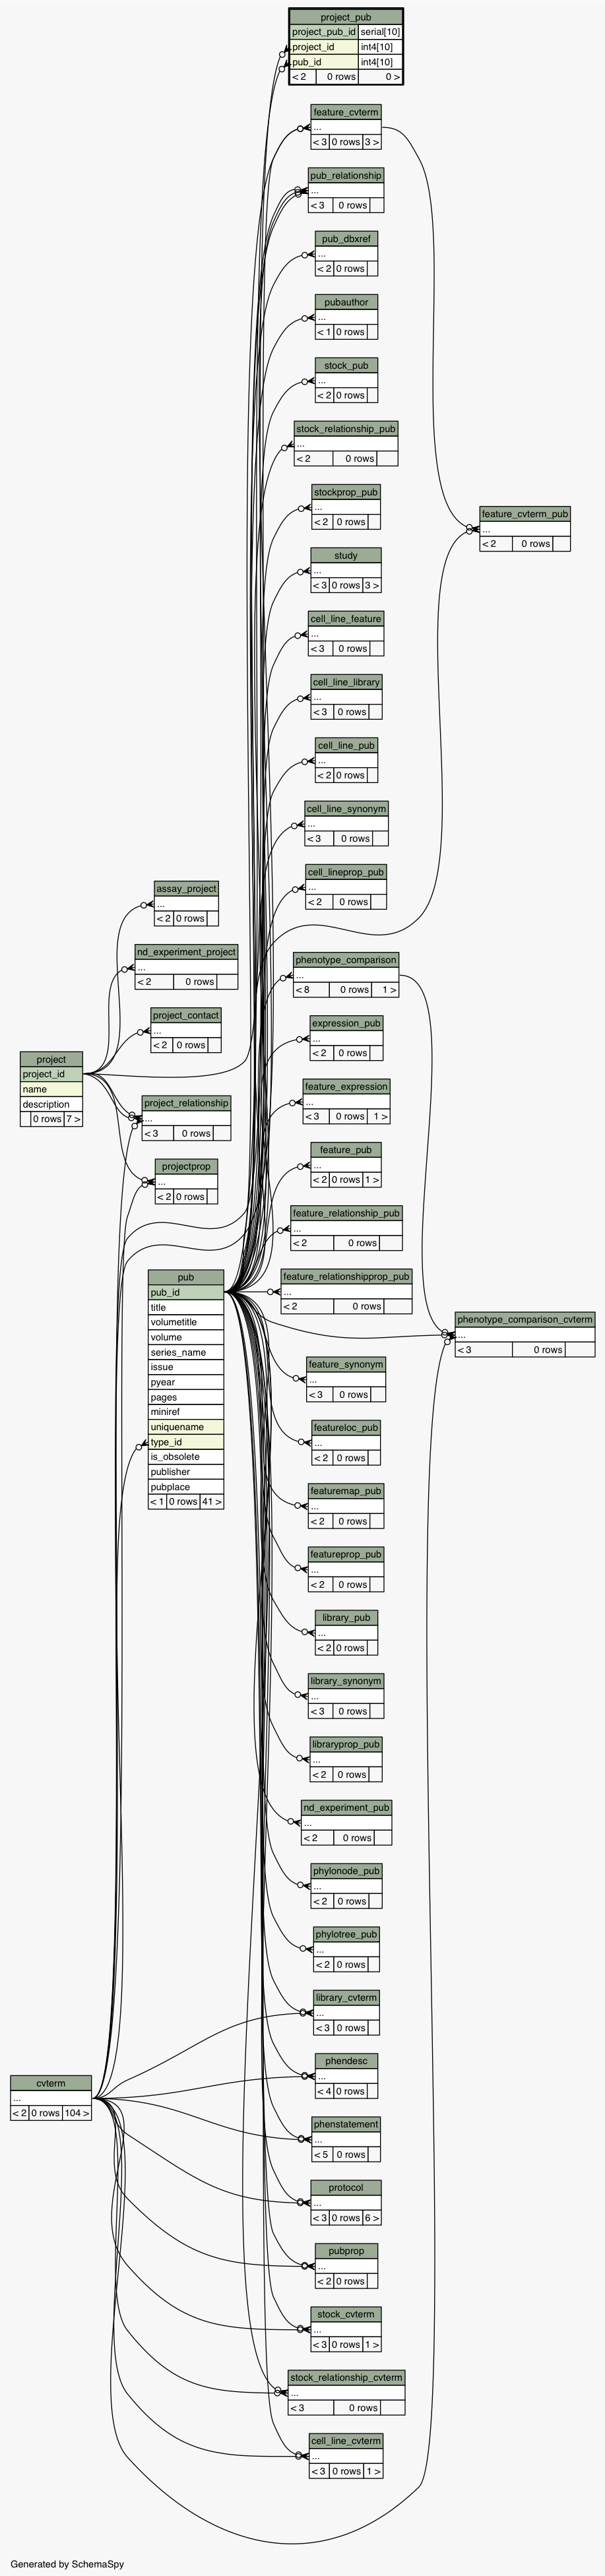 project_pub
project_pub_id serial[10]
project_id int4[10]
pub_id int4[10]
< 2 0 rows 0 >
feature_cvterm
...
< 3 0 rows 3 >
pub_relationship
...
< 3 0 rows
pub_dbxref
...
< 2 0 rows
pubauthor
...
< 1 0 rows
stock_pub
...
< 2 0 rows
stock_relationship_pub
...
< 2 0 rows
stockprop_pub
...
< 2 0 rows
feature_cvterm_pub
...
< 2 0 rows
study
...
< 3 0 rows 3 >
cell_line_feature
...
< 3 0 rows
cell_line_library
...
< 3 0 rows
cell_line_pub
...
< 2 0 rows
cell_line_synonym
...
< 3 0 rows
cell_lineprop_pub
...
< 2 0 rows
assay_project
...
< 2 0 rows
nd_experiment_project
...
< 2 0 rows
phenotype_comparison
...
< 8 0 rows 1 >
project_contact
...
< 2 0 rows
expression_pub
...
< 2 0 rows
project
project_id
name
description
0 rows 7 >
feature_expression
...
< 3 0 rows 1 >
project_relationship
...
< 3 0 rows
feature_pub
...
< 2 0 rows 1 >
projectprop
...
< 2 0 rows
feature_relationship_pub
...
< 2 0 rows
pub
pub_id
title
volumetitle
volume
series_name
issue
pyear
pages
miniref
uniquename
type_id
is_obsolete
publisher
pubplace
< 1 0 rows 41 >
feature_relationshipprop_pub
...
< 2 0 rows
phenotype_comparison_cvterm
...
< 3 0 rows
feature_synonym
...
< 3 0 rows
featureloc_pub
...
< 2 0 rows
featuremap_pub
...
< 2 0 rows
featureprop_pub
...
< 2 0 rows
library_pub
...
< 2 0 rows
library_synonym
...
< 3 0 rows
libraryprop_pub
...
< 2 0 rows
nd_experiment_pub
...
< 2 0 rows
phylonode_pub
...
< 2 0 rows
phylotree_pub
...
< 2 0 rows
library_cvterm
...
< 3 0 rows
cvterm
...
< 2 0 rows 104 >
phendesc
...
< 4 0 rows
phenstatement
...
< 5 0 rows
protocol
...
< 3 0 rows 6 >
pubprop
...
< 2 0 rows
stock_cvterm
...
< 3 0 rows 1 >
stock_relationship_cvterm
...
< 3 0 rows
cell_line_cvterm
...
< 3 0 rows 1 >
Generated by SchemaSpy